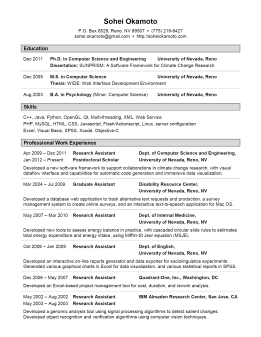 Sohei Okamoto
P.O. Box 8529, Reno, NV 89507 • (775) 219-9427
sohei.okamoto@gmail.com • http://soheiokamoto.com
Education
Dec 2011 Ph.D. in Computer Science and Engineering University of Nevada, Reno
Dissertation: SUNPRISM: A Software Framework for Climate Change Research
Dec 2005 M.S. in Computer Science University of Nevada, Reno
Thesis: WIDE: Web Interface Development Environment
Aug 2003 B.A. in Psychology (Minor: Computer Science) University of Nevada, Reno
Skills
C++, Java, Python, OpenGL, Qt, Multi-threading
PHP, MySQL, HTML, CSS, Javascript, Flash/Actionscript, Linux, server configuration
Excel, Visual Basic, SPSS, Xcode, Objective-C
Professional Work Experience
Apr 2009 – Dec 2011 Research Assistant Dept. of Computer Science and Engineering,
Jan 2012 – Present Postdoctoral Scholar University of Nevada, Reno, NV
Developed a new software framework to support collaborations in climate change research, with visual
dataflow interface and capabilities for automatic code generation and immersive data visualization.
Mar 2004 – Jul 2009 Graduate Assistant Disability Resource Center,
University of Nevada, Reno, NV
Developed a database web application to teach alternative text requests and production, a survey
management system to create online surveys, and an interactive text-to-speech application for Mac OS.
May 2007 – Mar 2010 Research Assistant Dept. of Internal Medicine,
University of Nevada, Reno, NV
Developed new tools to assess energy balance in practice, with accurate circular slide rules to estimates
total energy expenditure and amount of energy intake, using Mifflin-St Jeor equation (MSJE).
Oct 2006 – Jan 2009 Research Assistant Dept. of English,
University of Nevada, Reno, NV
Developed an interactive on-line reports generator and data exporter for sociolinguistics experiments.
Generated various graphical charts in Excel for data visualization, and various statistical reports in SPSS.
May 2005 – Dec 2007 Research Assistant Quadrant-One, Inc., Washington, DC
Developed an Excel-based project management tool for cost, duration, and rework analysis.
May 2002 – Aug 2002 Research Assistant IBM Almaden Research Center, San Jose, CA
May 2003 – Aug 2003 Research Assistant
Developed a genomic analysis tool using signal processing algorithms to detect salient changes.
Developed object recognition and verification algorithms using computer vision techniques.